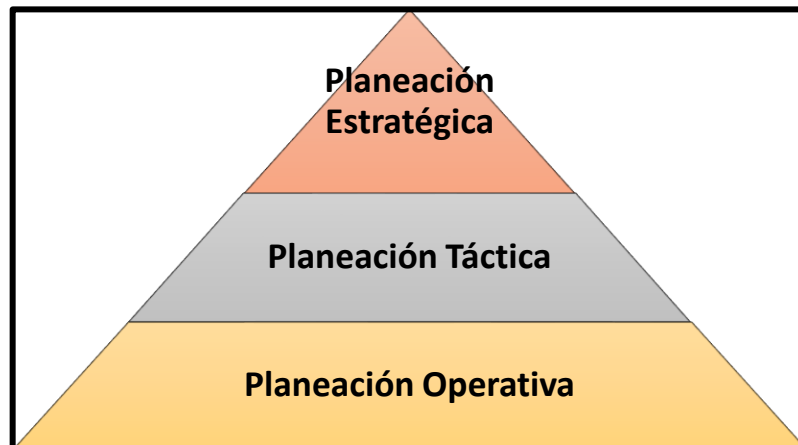 Planeación
Estratégica
Planeación Táctica
Planeación Operativa